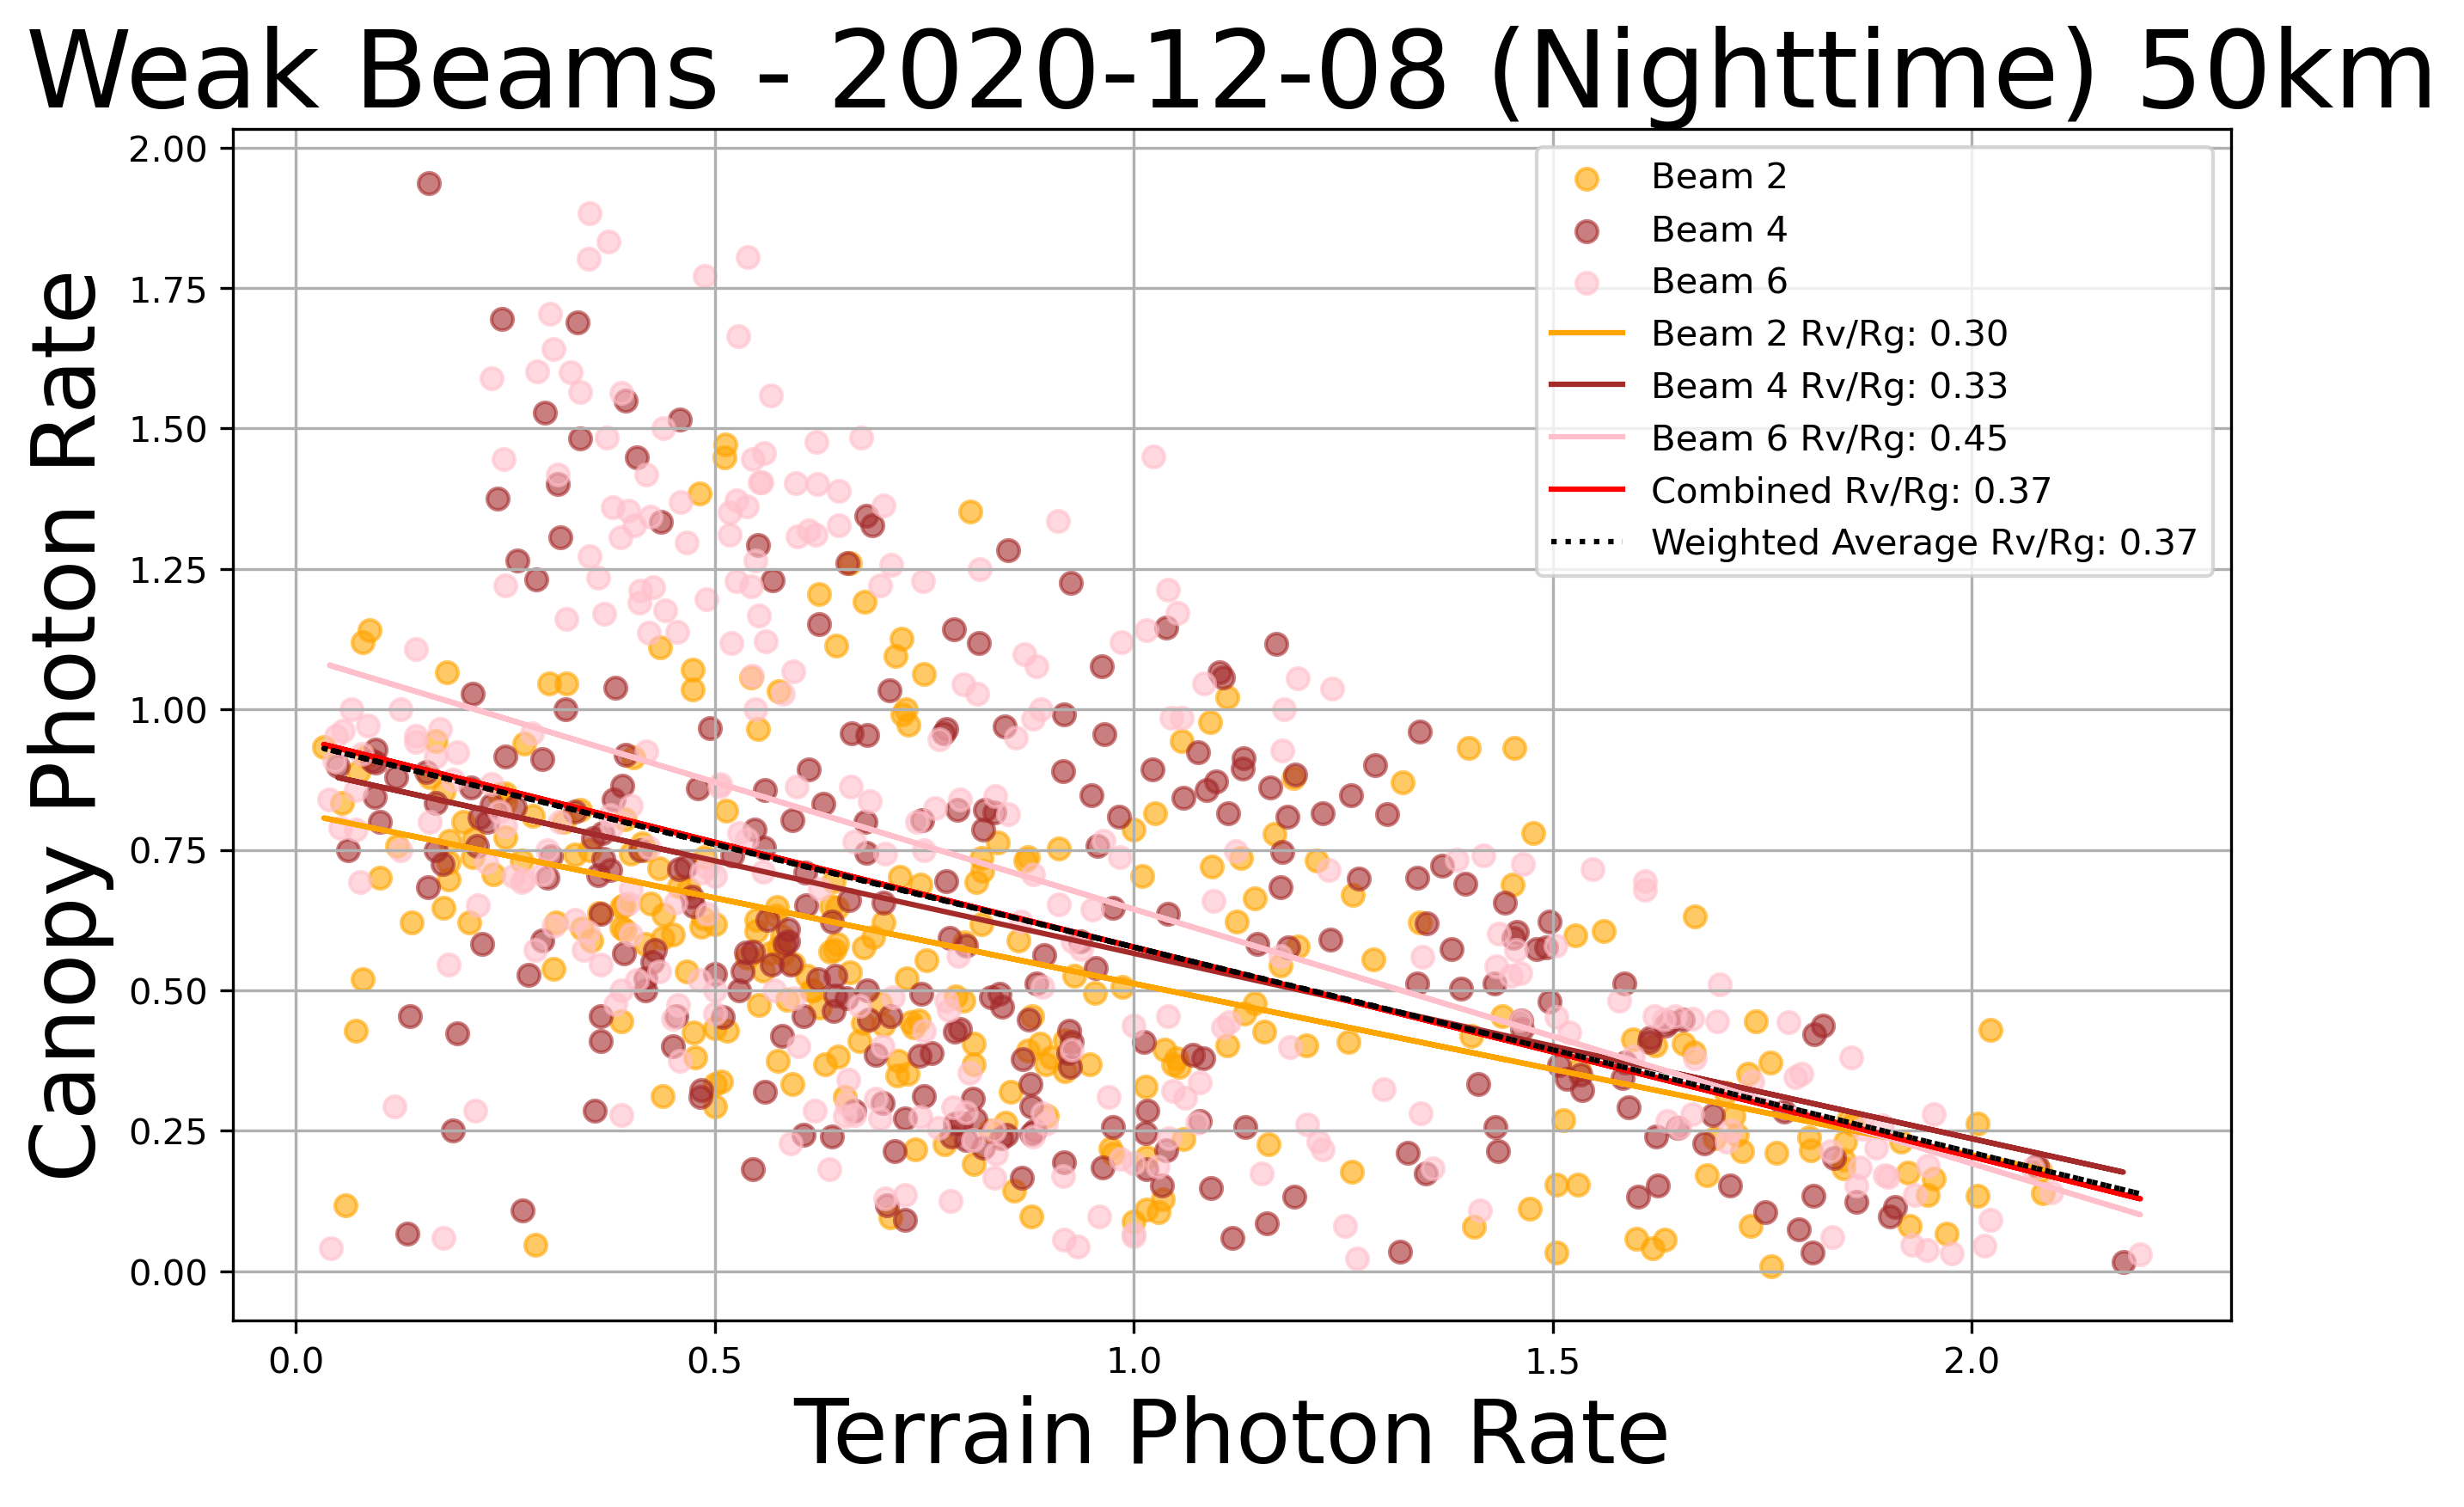 Weak Beams - 2020-12-08 (Nighttime) 50km
Canopy Photon Rate
2.00
1.75
1.50
1.25
1.00
0.75
0.50
0.25
0.00
Beam 2
Beam 4
Beam 6
Beam 2 Rv/Rg: 0.30
Beam 4 Rv/Rg: 0.33
Beam 6 Rv/Rg: 0.45
Combined Rv/Rg: 0.37
Weighted Average Rv/Rg: 0.37
0.0 0.5 1.0 1.5 2.0
Terrain Photon Rate